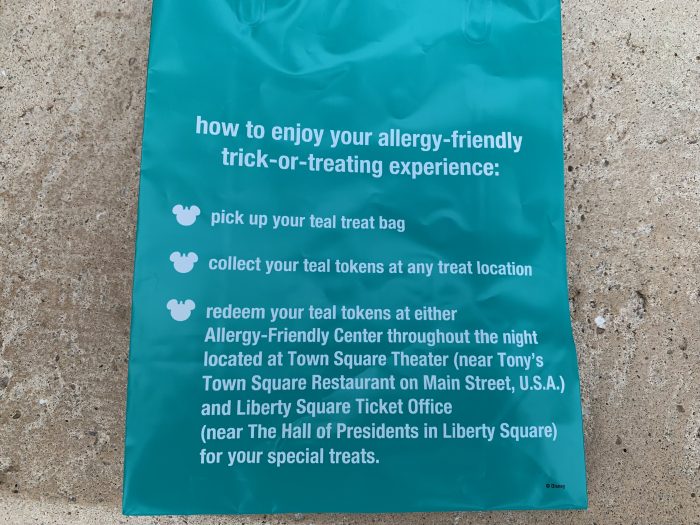 how to enjoy your allergy-friendly
trick-or-treating experience:
pick up your teal treat bag
collect your teal tokens at any treat location
redeem your teal tokens at either
Allergy-Friendly Center throughout the night
located at Town Square Theater (near Tony's
Town Square Restaurant on Main Street, U.S.A.)
and Liberty Square Ticket Office
(near The Hall of Presidents in Liberty Square)
for your special treats.
© Disney